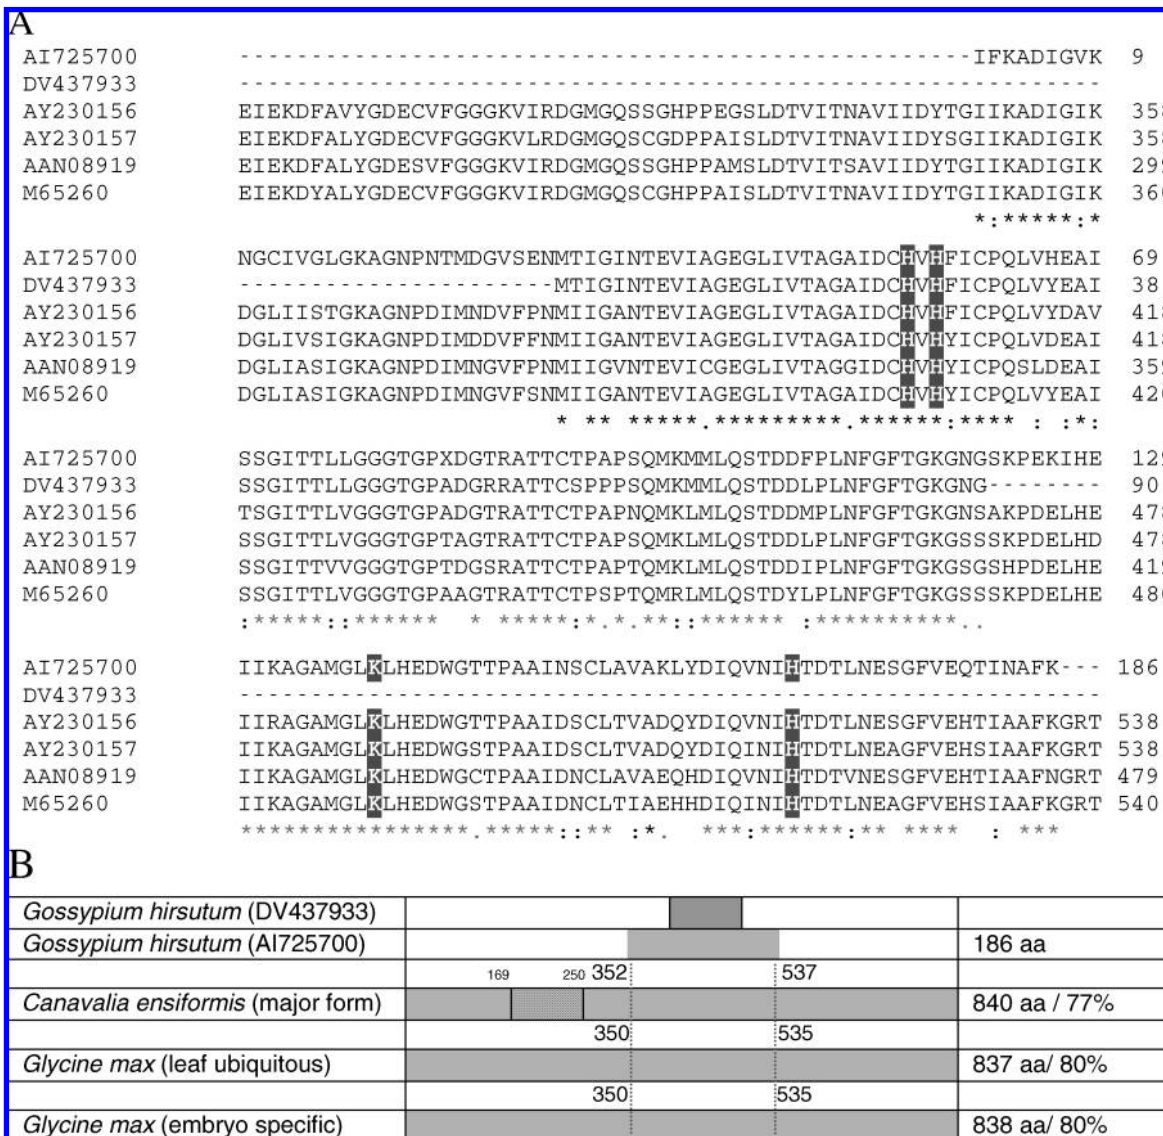 A
AI725700 ---------------------------------------------------IFKADIGVK 9
DV437933 ------------------------------------------------------------
AY230156 EIEKDFAVYGDECVFGGGKVIRDGMGQSSGHPPEGSLDTVITNAVIIDYTGIIKADIGIK 358
AY230157 EIEKDFALYGDECVFGGGKVLRDGMGQSCGDPPAISLDTVITNAVIIDYSGIIKADIGIK 358
AAN08919 EIEKDFALYGDESVFGGGKVIRDGMGQSSGHPPAMSLDTVITSAVIIDYTGIIKADIGIK 299
M65260 EIEKDYALYGDECVFGGGKVIRDGMGQSCGHPPAISLDTVITNAVIIDYTGIIKADIGIK 360
*:*****:*
AI725700 NGCIVGLGKAGNPNTMDGVSENMTIGINTEVIAGEGLIVTAGAIDCHVHFICPQLVHEAI 69
DV437933 ----------------------MTIGINTEVIAGEGLIVTAGAIDCHVHFICPQLVYEAI 38
AY230156 DGLIISTGKAGNPDIMNDVFPNMIIGANTEVIAGEGLIVTAGAIDCHVHFICPQLVYDAV 418
AY230157 DGLIVSIGKAGNPDIMDDVFFNMIIGANTEVIAGEGLIVTAGAIDCHVHYICPQLVDEAI 418
AAN08919 DGLIASIGKAGNPDIMNGVFPNMIIGVNTEVICGEGLIVTAGGIDCHVHYICPQSLDEAI 359
M65260 DGLIASIGKAGNPDIMNGVFSNMIIGANTEVIAGEGLIVTAGAIDCHVHYICPQLVYEAI 420
* ** *****.*********.******:**** : :*:
AI725700 SSGITTLLGGGTGPXDGTRATTCTPAPSQMKMMLQSTDDFPLNFGFTGKGNGSKPEKIHE 129
DV437933 SSGITTLLGGGTGPADGRRATTCSPPPSQMKMMLQSTDDLPLNFGFTGKGNG-------- 90
AY230156 TSGITTLVGGGTGPADGTRATTCTPAPNQMKLMLQSTDDMPLNFGFTGKGNSAKPDELHE 478
AY230157 SSGITTLVGGGTGPTAGTRATTCTPAPSQMKLMLQSTDDLPLNFGFTGKGSSSKPDELHD 478
AAN08919 SSGITTVVGGGTGPTDGSRATTCTPAPTQMKLMLQSTDDIPLNFGFTGKGSGSHPDELHE 419
M65260 SSGITTLVGGGTGPAAGTRATTCTPSPTQMRLMLQSTDYLPLNFGFTGKGSSSKPDELHE 480
:*****::****** * *****:*.*.**::****** :**********..
AI725700 IIKAGAMGLKLHEDWGTTPAAINSCLAVAKLYDIQVNIHTDTLNESGFVEQTINAFK--- 186
DV437933 ------------------------------------------------------------
AY230156 IIRAGAMGLKLHEDWGTTPAAIDSCLTVADQYDIQVNIHTDTLNESGFVEHTIAAFKGRT 538
AY230157 IIKAGAMGLKLHEDWGSTPAAIDSCLTVADQYDIQINIHTDTLNEAGFVEHSIAAFKGRT 538
AAN08919 IIKAGAMGLKLHEDWGCTPAAIDNCLAVAEQHDIQVNIHTDTVNESGFVEHTIAAFNGRT 479
M65260 IIKAGAMGLKLHEDWGSTPAAIDNCLTIAEHHDIQINIHTDTLNEAGFVEHSIAAFKGRT 540
****************.*****::** :*. ***:******:** **** : ***
B
Gossypium hirsutum (DV437933)
Gossypium hirsutum (AI725700) 186 aa
169 250 352 537
Canavalia ensiformis (major form) 840 aa / 77%
350 535
Glycine max (leaf ubiquitous) 837 aa/ 80%
350 535
Glycine max (embryo specific) 838 aa/ 80%